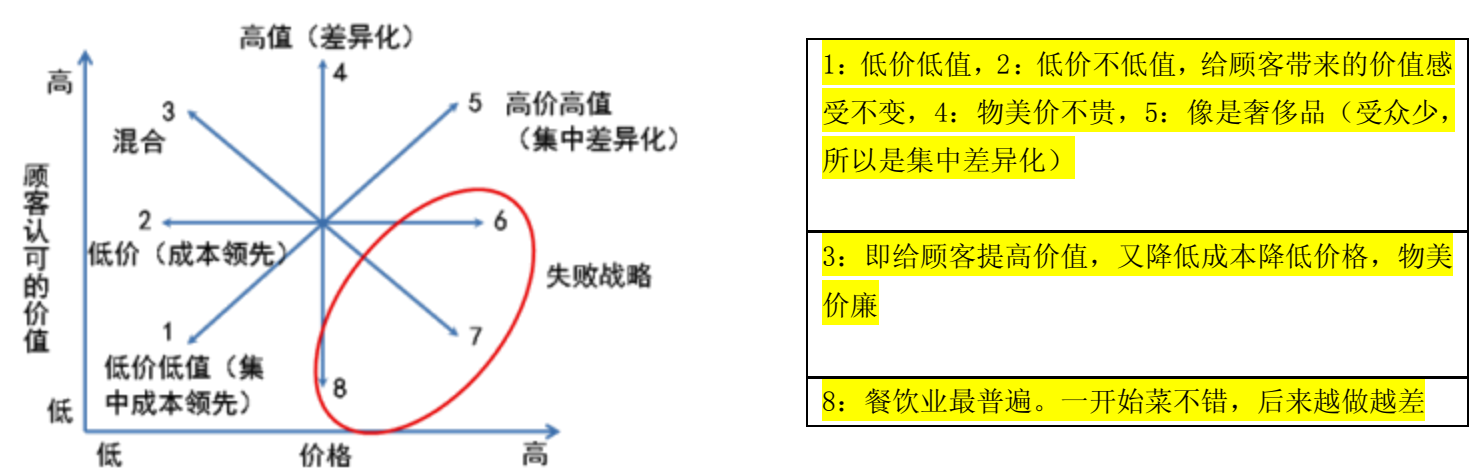 高值（差异化）
高
4
3
5
高价高值
（集中差异化）
混合
顾客认可的价值
2
6
低价（成本领先）
失败战略
1
7
低价低值（集
中成本领先）
8
低
低
价格
高
1：低价低值，2：低价不低值，给顾客带来的价值感
受不变，4：物美价不贵，5：像是奢侈品（受众少，
所以是集中差异化）
3：即给顾客提高价值，又降低成本降低价格，物美
价廉
8：餐饮业最普遍。一开始菜不错，后来越做越差